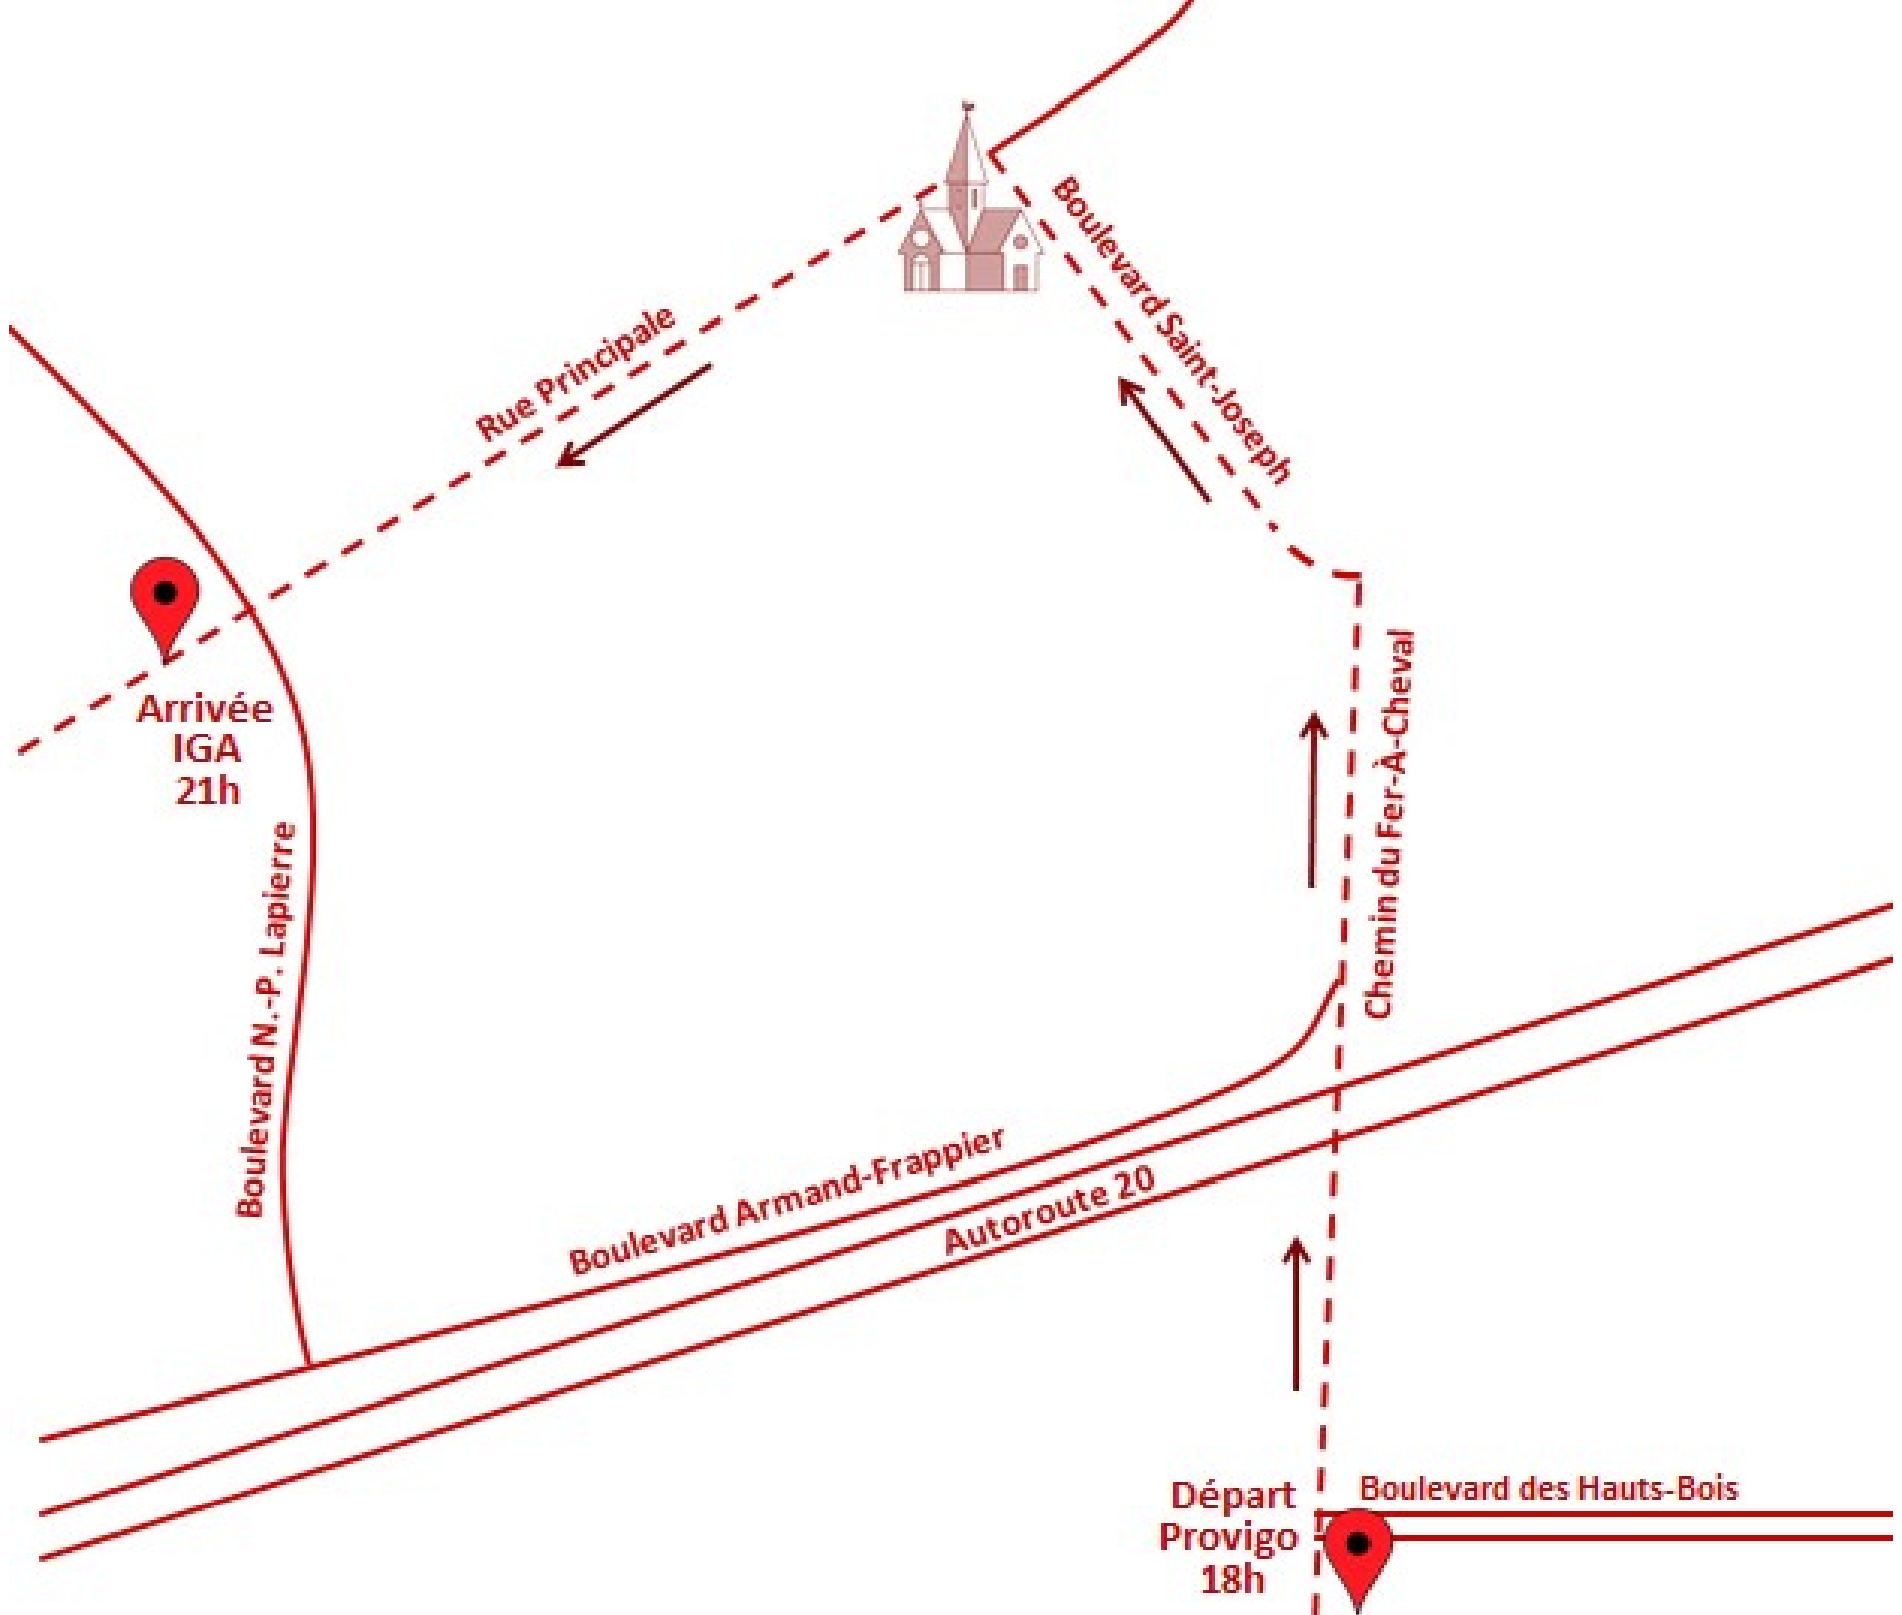 Boulevard Saint-Joseph
Rue Principale
Arrivée
IGA
21h
Chemin du Fer-À-Cheval
Boulevard N.-P. Lapierre
Boulevard Armand-Frappier
Autoroute 20
Départ
Provigo
18h
Boulevard des Hauts-Bois